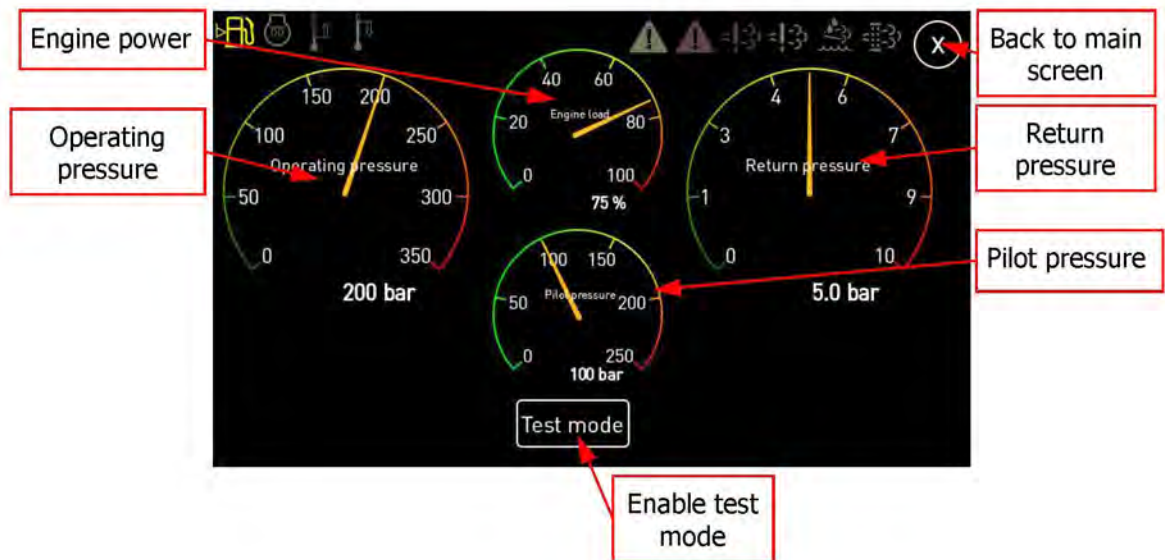 Engine power
Operating
pressure
Back to main
screen
Return
pressure
Pilot pressure
Enable test
mode
X
0
50
100
150
200
250
300
350
Operating pressure
200 bar
0
20
40
60
80
100
Engine load
75 %
0
50
100
150
200
250
Pilot pressure
100 bar
0
1
3
4
6
7
9
10
Return pressure
5.0 bar
Test mode